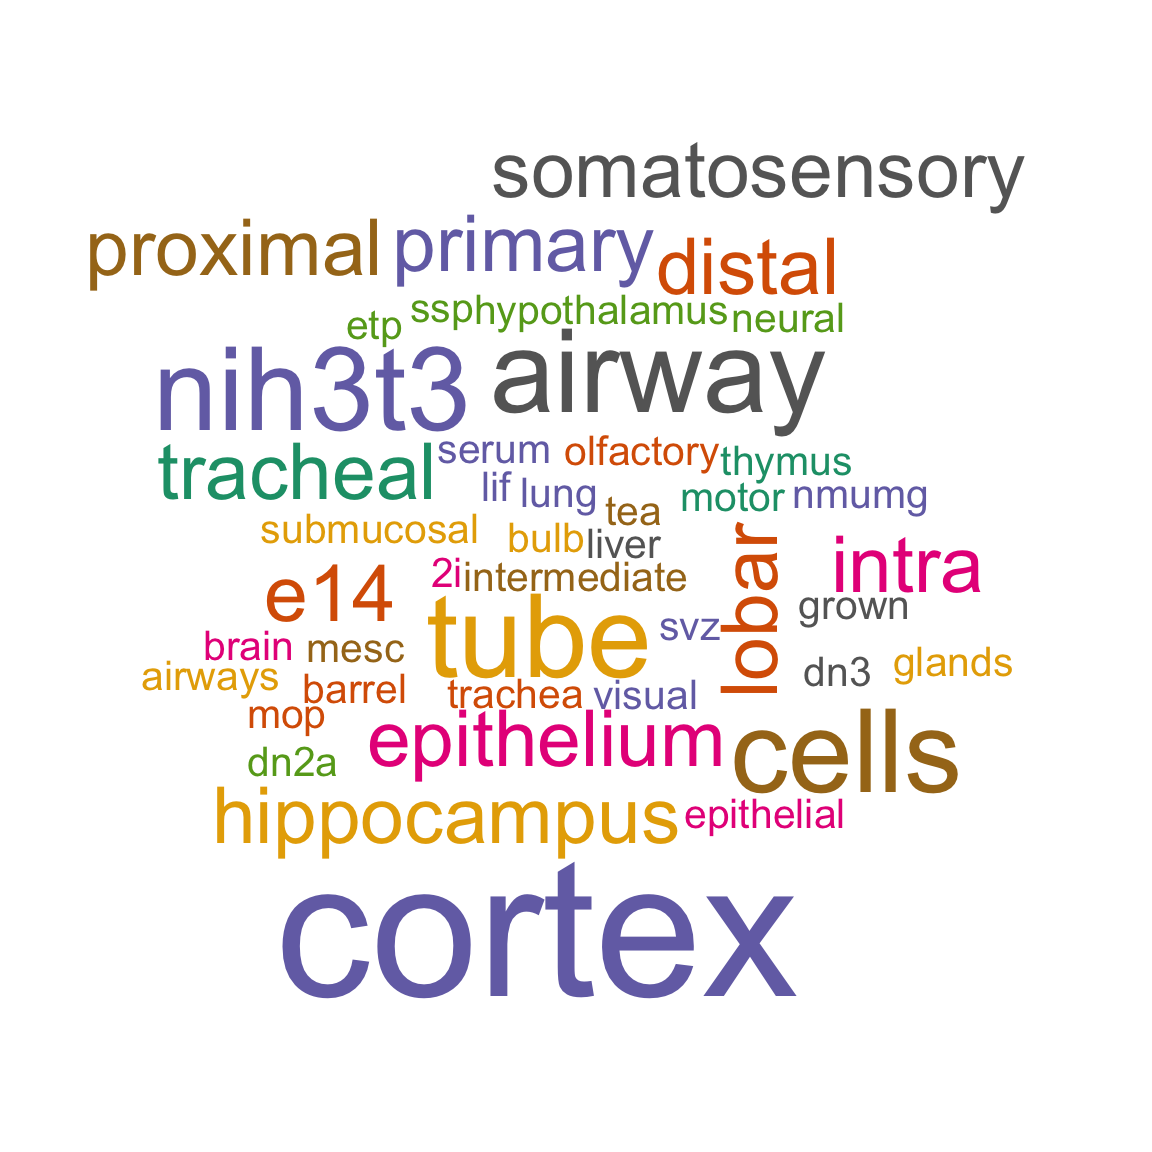 somatosensory
proximal primary distal
etp ssp hypothalamus neural
nih3t3 airway
tracheal serum olfactory thymus
lif lung tea motor nmumg
submucosal bulb liver
e14 2i intermediate lobar intra
tube svz grown
brain mesc dn3 glands
airways barrel trachea visual
mop
dn2a epithelium cells
hippocampus epithelial
cortex